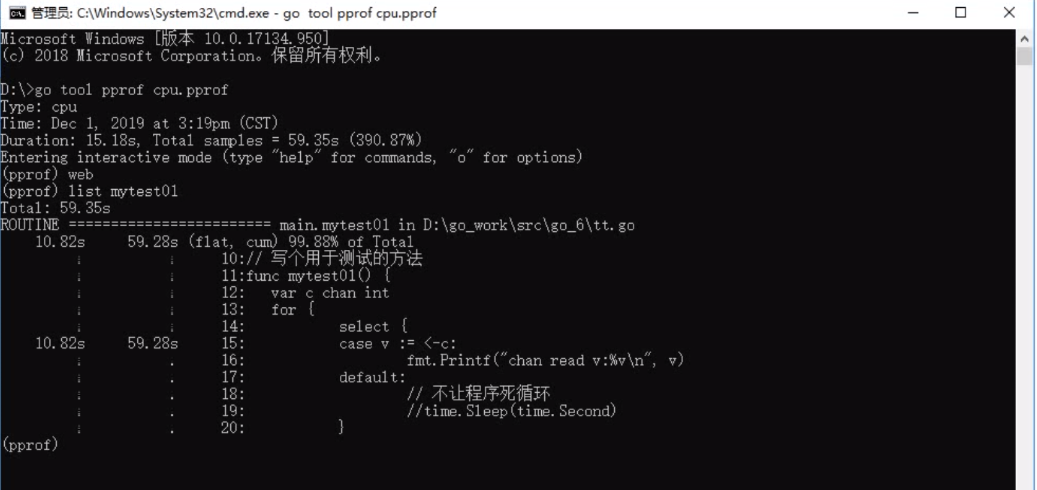 管理员: C:\Windows\System32\cmd.exe - go  tool pprof cpu.pprof
Microsoft Windows [版本 10.0.17134.950]
(c) 2018 Microsoft Corporation。保留所有权利。
D:\>go tool pprof cpu.pprof
Type: cpu
Time: Dec 1, 2019 at 3:19pm (CST)
Duration: 15.18s, Total samples = 59.35s (390.87%)
Entering interactive mode (type "help" for commands, "o" for options)
(pprof) web
(pprof) list mytest01
Total: 59.35s
ROUTINE ======================== main.mytest01 in D:\go_work\src\go_6\tt.go
    10.82s     59.28s (flat, cum) 99.88% of Total
         .          .     10:// 写个用于测试的方法
         .          .     11:func mytest01() {
         .          .     12:   var c chan int
         .          .     13:   for {
         .          .     14:           select {
    10.82s     59.28s     15:           case v := <-c:
         .          .     16:                   fmt.Printf("chan read v:%v\n", v)
         .          .     17:           default:
         .          .     18:                   // 不让程序死循环
         .          .     19:                   //time.Sleep(time.Second)
         .          .     20:           }
(pprof)